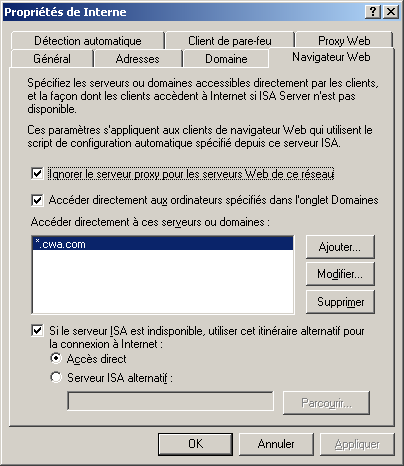 Propriétés de Interne
Détection automatique
Client de pare-feu
Proxy Web
Général
Adresses
Domaine
Navigateur Web
Spécifiez les serveurs ou domaines accessibles directement par les clients,
et la façon dont les clients accèdent à Internet si ISA Server n'est pas
disponible.
Ces paramètres s'appliquent aux clients de navigateur Web qui utilisent le
script de configuration automatique spécifié depuis ce serveur ISA.
Ignorer le serveur proxy pour les serveurs Web de ce réseau
Accéder directement aux ordinateurs spécifiés dans l'onglet Domaines
Accéder directement à ces serveurs ou domaines :
*.cwa.com
Ajouter...
Modifier...
Supprimer
Si le serveur ISA est indisponible, utiliser cet itinéraire alternatif pour
la connexion à Internet :
Accès direct
Serveur ISA alternatif :
Parcourir...
OK
Annuler
Appliquer